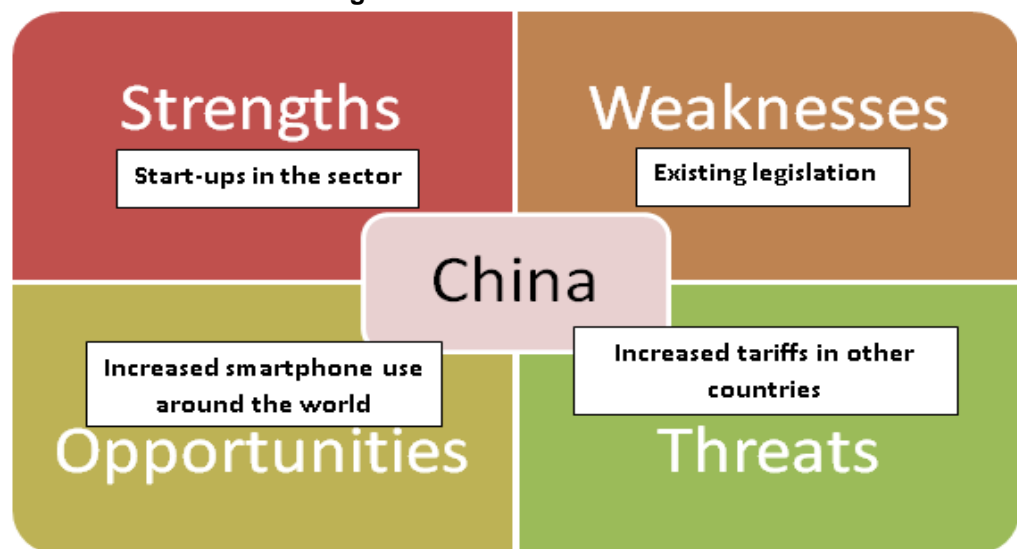 Strengths
Weaknesses
Start-ups in the sector
Existing legislation
China
Increased smartphone use
around the world
Increased tariffs in other
countries
Opportunities
Threats